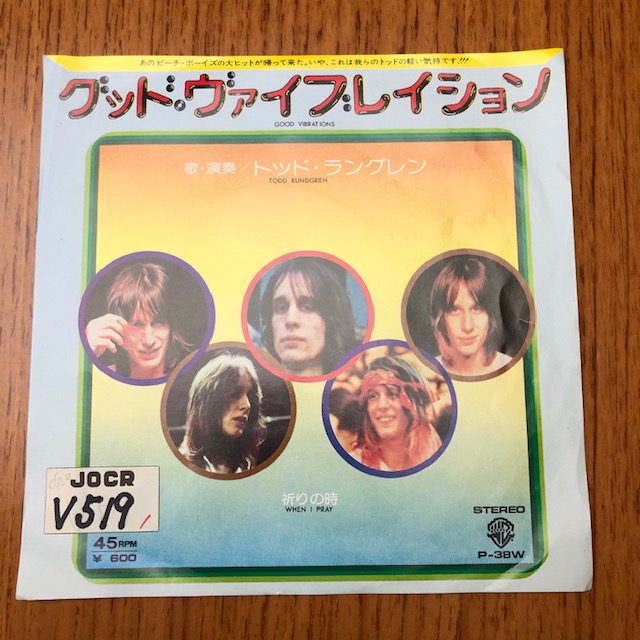 あのビーチ・ボーイズの大ヒットが帰って来た。いや、これは我らのトッドの軽い気持です!!!
グッド・ヴァイブレイション
GOOD VIBRATIONS
歌・演奏/トッド・ラングレン
TODD RUNDGREN
祈りの時
WHEN I PRAY
JOCR
V519
45RPM
¥600
STEREO
P-38W